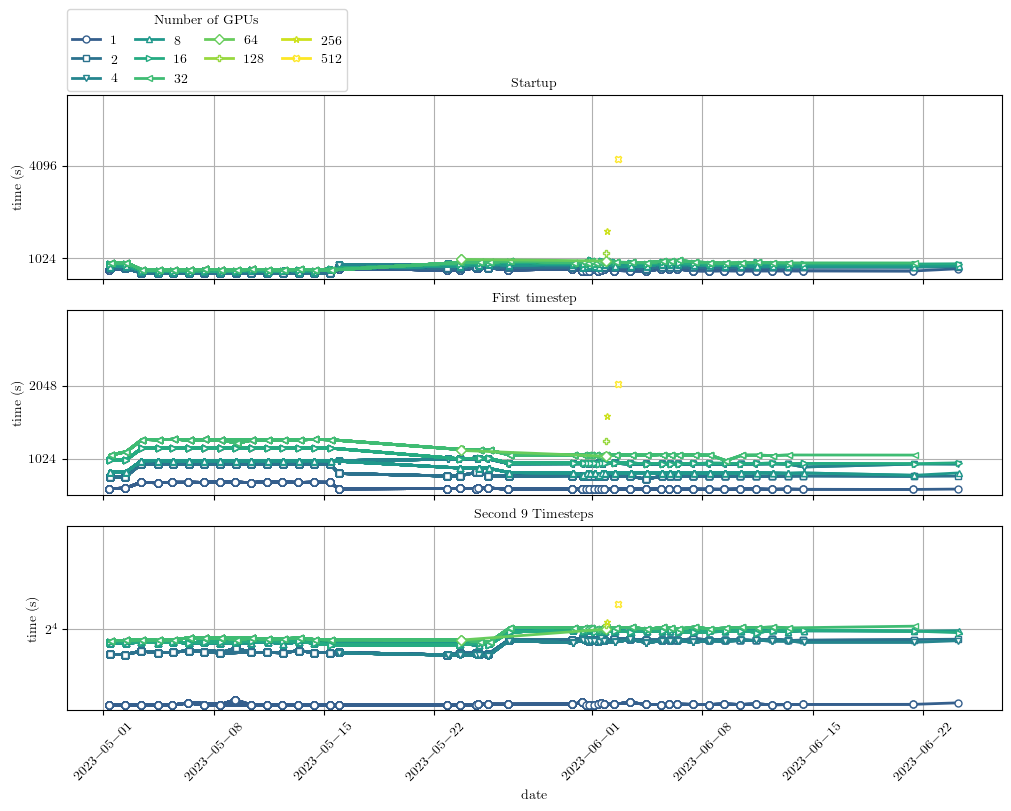 Number of GPUs
1 8 64 256
2 16 128 512
4 32
Startup
time (s)
4096
1024
First timestep
time (s)
2048
1024
Second 9 Timesteps
time (s)
2⁴
2023−05−01 2023−05−08 2023−05−15 2023−05−22 2023−06−01 2023−06−08 2023−06−15 2023−06−22
date